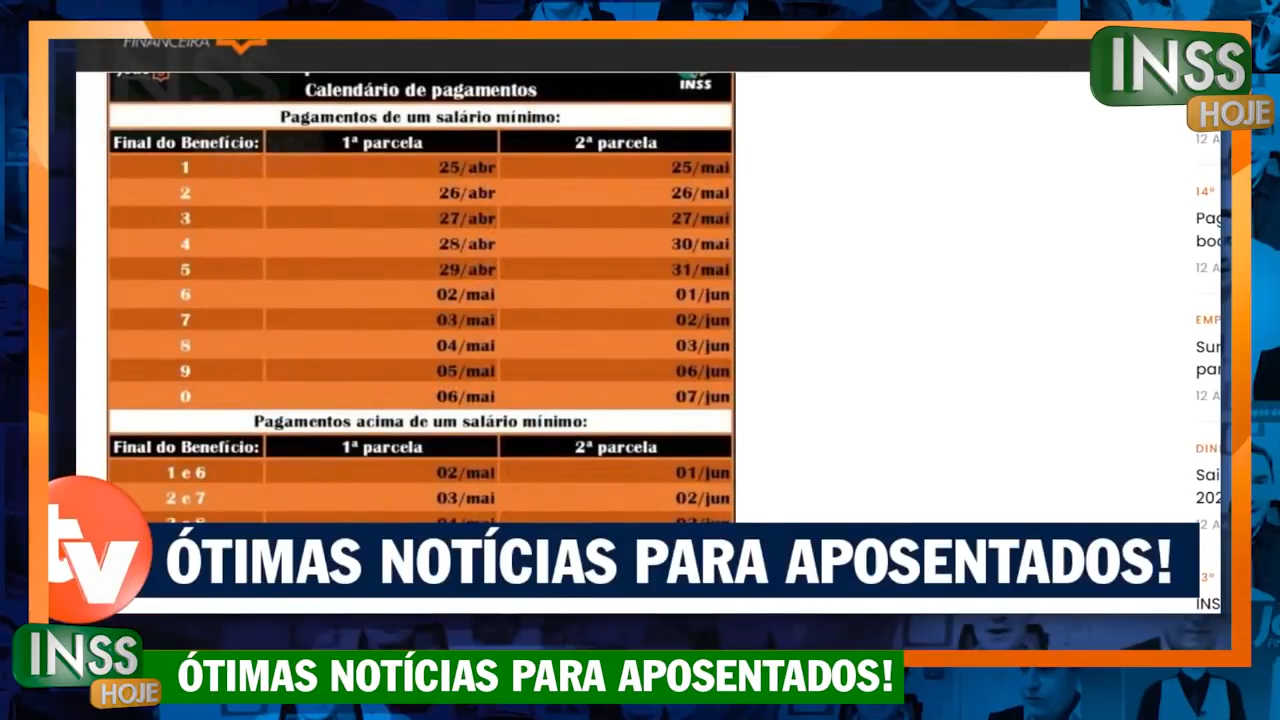 FINANCEIRA
INSS
HOJE
INSS
Calendário de pagamentos
Pagamentos de um salário mínimo:
Final do Benefício: 1ª parcela 2ª parcela
1 25/abr 25/mai
2 26/abr 26/mai
3 27/abr 27/mai
4 28/abr 30/mai
5 29/abr 31/mai
6 02/mai 01/jun
7 03/mai 02/jun
8 04/mai 03/jun
9 05/mai 06/jun
0 06/mai 07/jun
Pagamentos acima de um salário mínimo:
Final do Benefício: 1ª parcela 2ª parcela
1 e 6 02/mai 01/jun
2 e 7 03/mai 02/jun
12 A
14º
Pag
boc
12 A
EMP
Sur
par
12 A
DIN
Sai
202
12 A
3º
INS
tv
ÓTIMAS NOTÍCIAS PARA APOSENTADOS!
INSS
HOJE
ÓTIMAS NOTÍCIAS PARA APOSENTADOS!